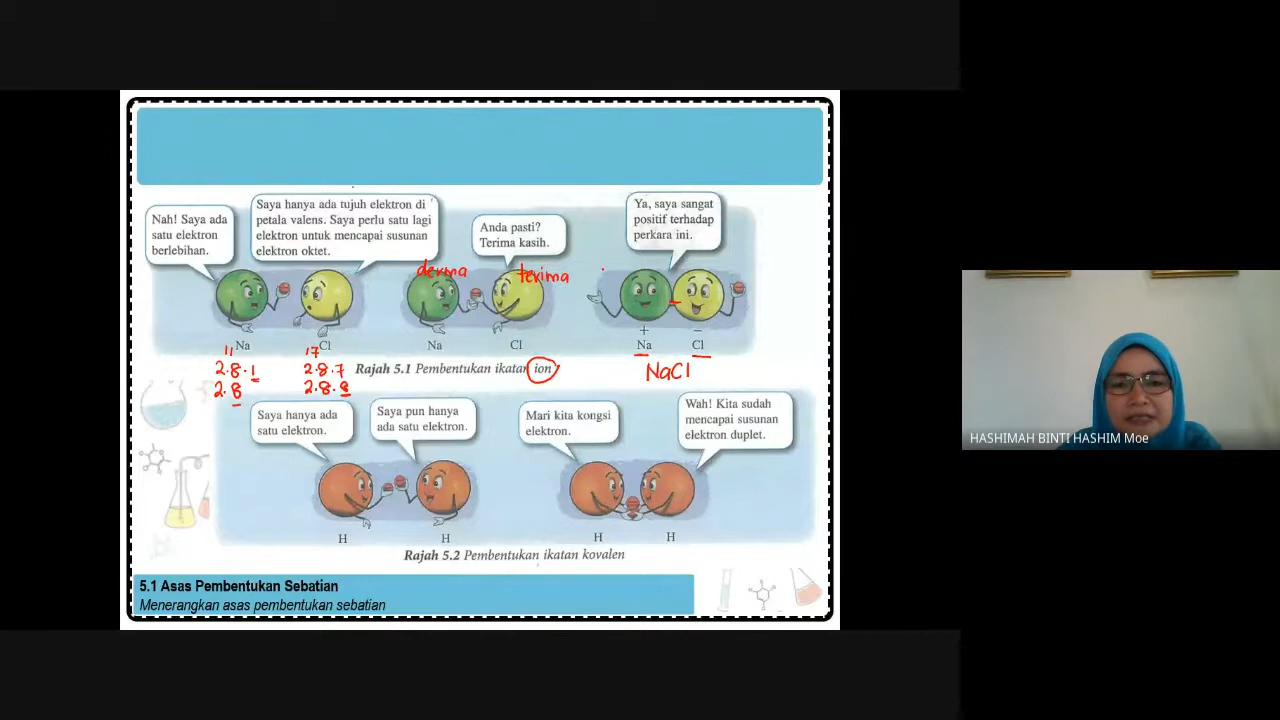 Nah! Saya ada
satu elektron
berlebihan.
Saya hanya ada tujuh elektron di
petala valens. Saya perlu satu lagi
elektron untuk mencapai susunan
elektron oktet.
Anda pasti?
Terima kasih.
Ya, saya sangat
positif terhadap
perkara ini.
derma
terima
+
–
Na
Cl
Na
Cl
Na
Cl
11
17
2.8.1
2.8
2.8.7
2.8.8
Rajah 5.1 Pembentukan ikatan ion
NaCl
Saya hanya ada
satu elektron.
Saya pun hanya
ada satu elektron.
Mari kita kongsi
elektron.
Wah! Kita sudah
mencapai susunan
elektron duplet.
H
H
H
H
Rajah 5.2 Pembentukan ikatan kovalen
5.1 Asas Pembentukan Sebatian
Menerangkan asas pembentukan sebatian
HASHIMAH BINTI HASHIM Moe